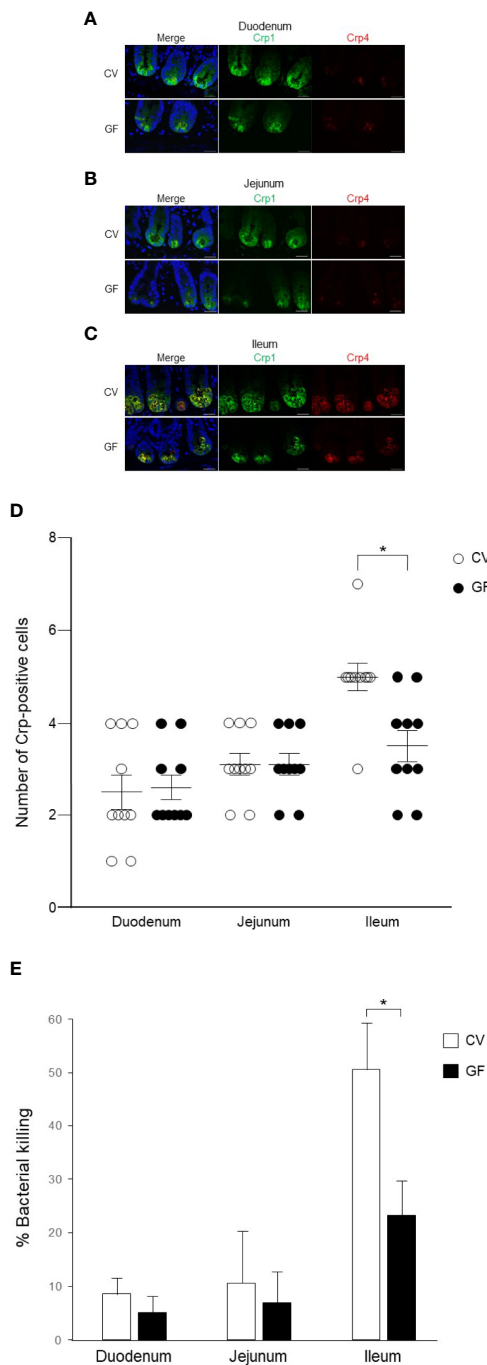 A
Duodenum
Merge Crp1 Crp4
CV
GF
B
Jejunum
Merge Crp1 Crp4
CV
GF
C
Ileum
Merge Crp1 Crp4
CV
GF
D
8
6
4
2
0
Number of Crp-positive cells
*
CV
GF
Duodenum Jejunum Ileum
E
60
50
40
30
20
10
0
% Bacterial killing
*
CV
GF
Duodenum Jejunum Ileum